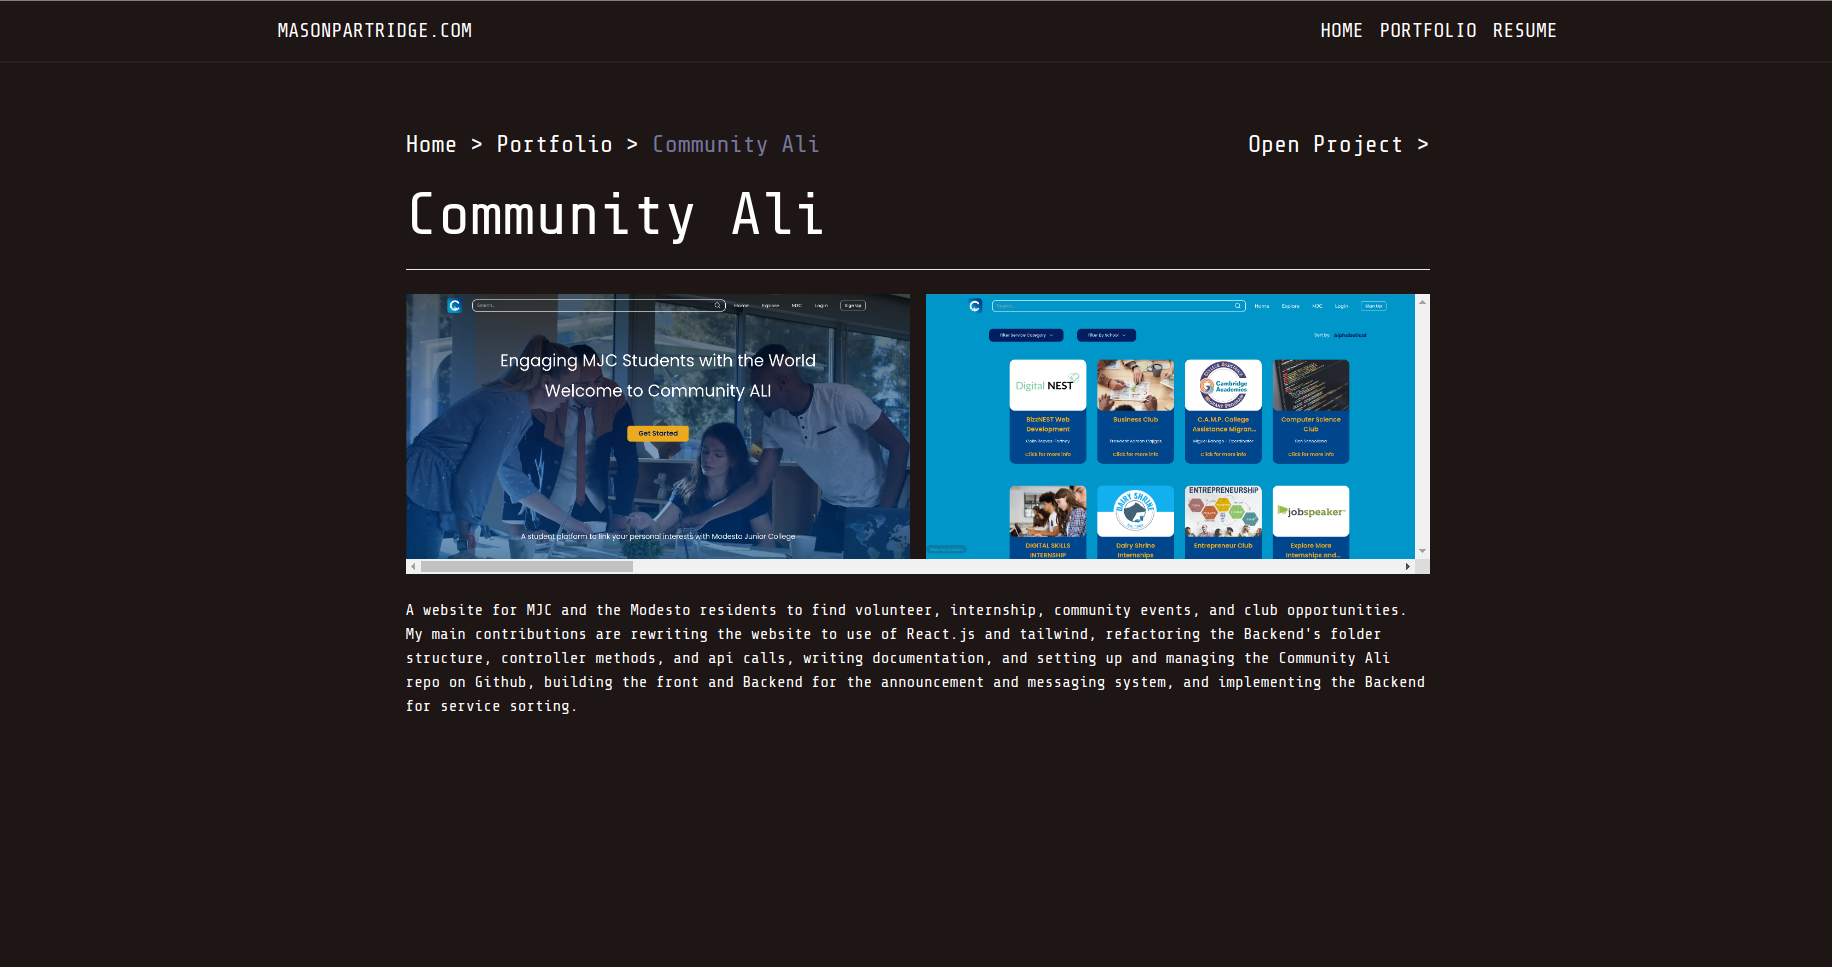 MASONPARTRIDGE.COM
HOME PORTFOLIO RESUME
Home > Portfolio > Community Ali
Open Project >
Community Ali
Search...
Home Explore MJC Login Sign Up
Engaging MJC Students with the World
Welcome to Community ALI
Get Started
A student platform to link your personal interests with Modesto Junior College
Search...
Home Explore MJC Login Sign Up
Filter Service Category
Filter By School
Sort by: Alphabetical
Digital NEST
BizzNEST Web
Development
Click for more info
Business Club
Click for more info
Cambridge
Academies
C.A.M.P. College
Assistance Migran...
Click for more info
Computer Science
Club
Click for more info
DIGITAL SKILLS
INTERNSHIP
DAIRY SHRINE
Dairy Shrine
Internships
ENTREPRENEURSHIP
Entrepreneur Club
jobspeaker
Explore More
Internships and...
A website for MJC and the Modesto residents to find volunteer, internship, community events, and club opportunities.
My main contributions are rewriting the website to use of React.js and tailwind, refactoring the Backend's folder
structure, controller methods, and api calls, writing documentation, and setting up and managing the Community Ali
repo on Github, building the front and Backend for the announcement and messaging system, and implementing the Backend
for service sorting.